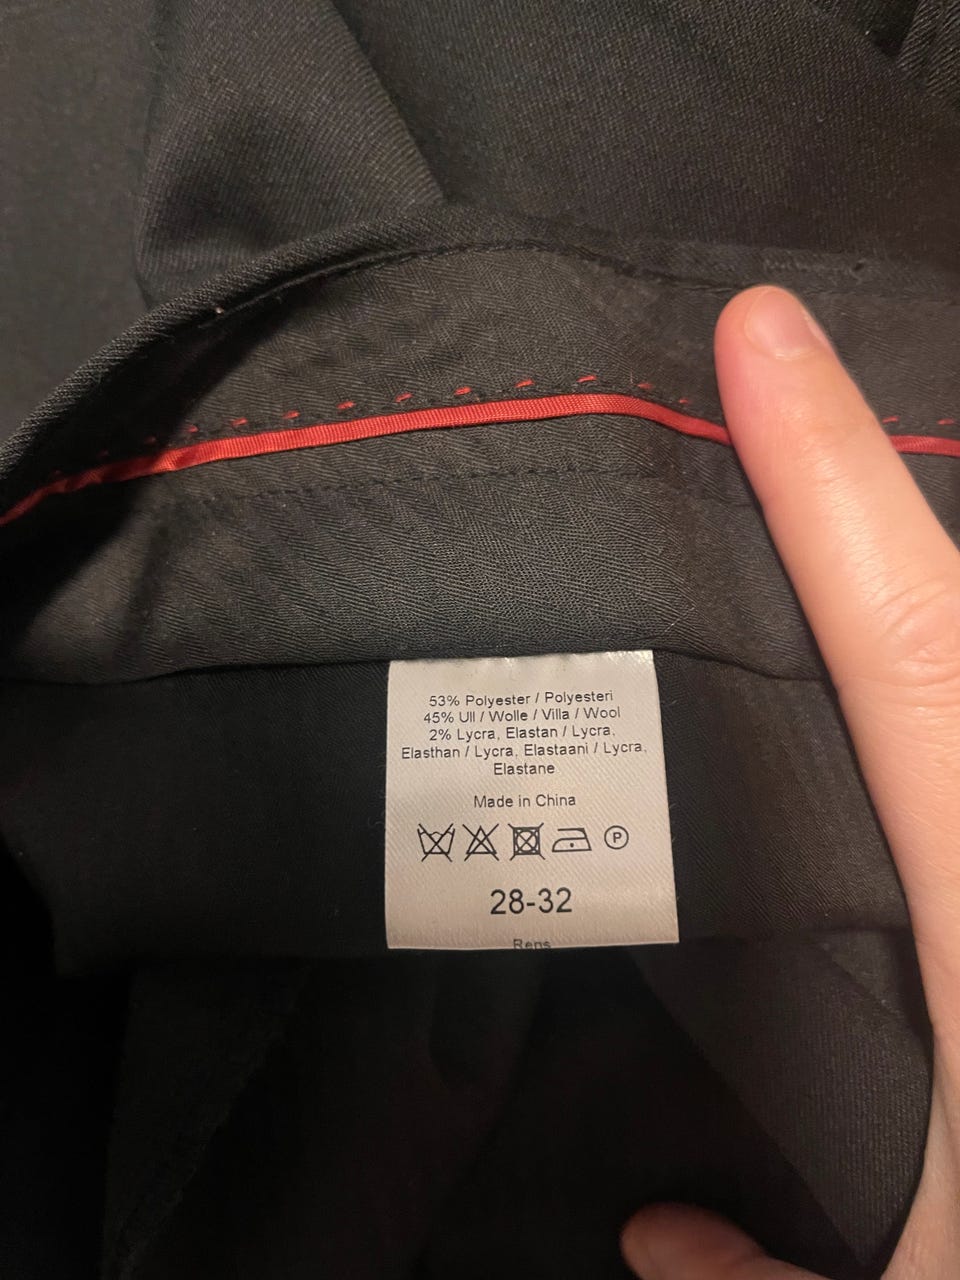 53% Polyester / Polyesteri
45% Ull / Wolle / Villa / Wool
2% Lycra, Elastan / Lycra,
Elasthan / Lycra, Elastaani / Lycra,
Elastane
Made in China
P
28-32
Rens